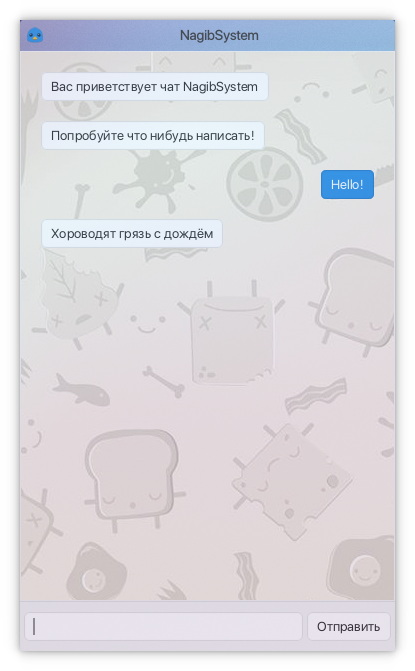 NagibSystem
Вас приветствует чат NagibSystem
Попробуйте что нибудь написать!
Hello!
Хороводят грязь с дождём
Отправить